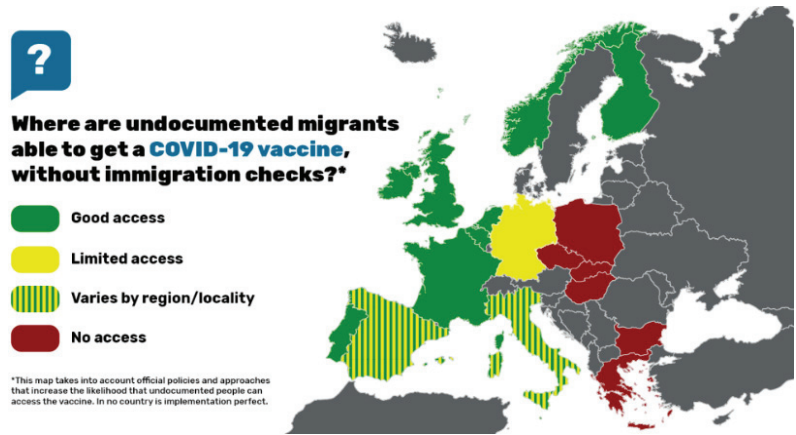 ?
Where are undocumented migrants
able to get a COVID-19 vaccine,
without immigration checks?*
Good access
Limited access
Varies by region/locality
No access
*This map takes into account official policies and approaches
that increase the likelihood that undocumented people can
access the vaccine. In no country is implementation perfect.